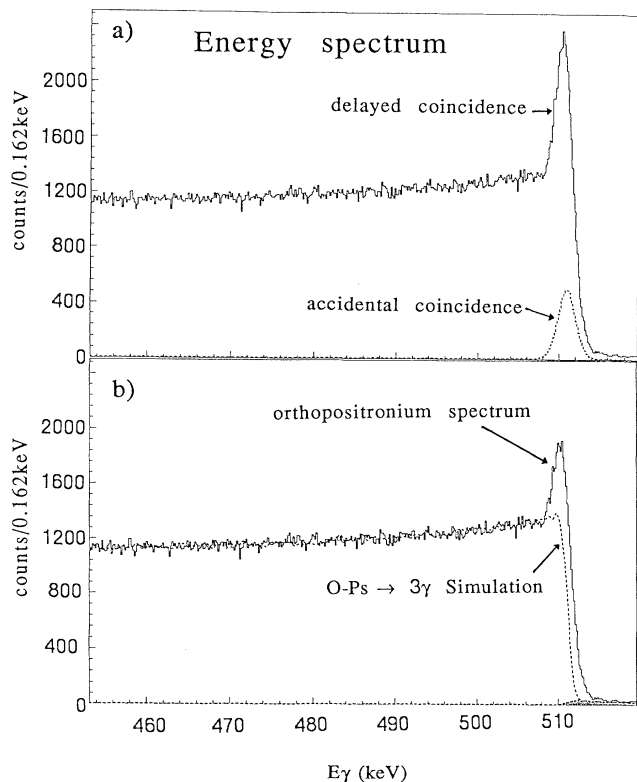 a)
Energy spectrum
counts/0.162keV
2000
1600
1200
800
400
0
delayed coincidence
accidental coincidence
b)
counts/0.162keV
2000
1600
1200
800
400
0
orthopositronium spectrum
O-Ps → 3γ Simulation
460 470 480 490 500 510
Eγ (keV)